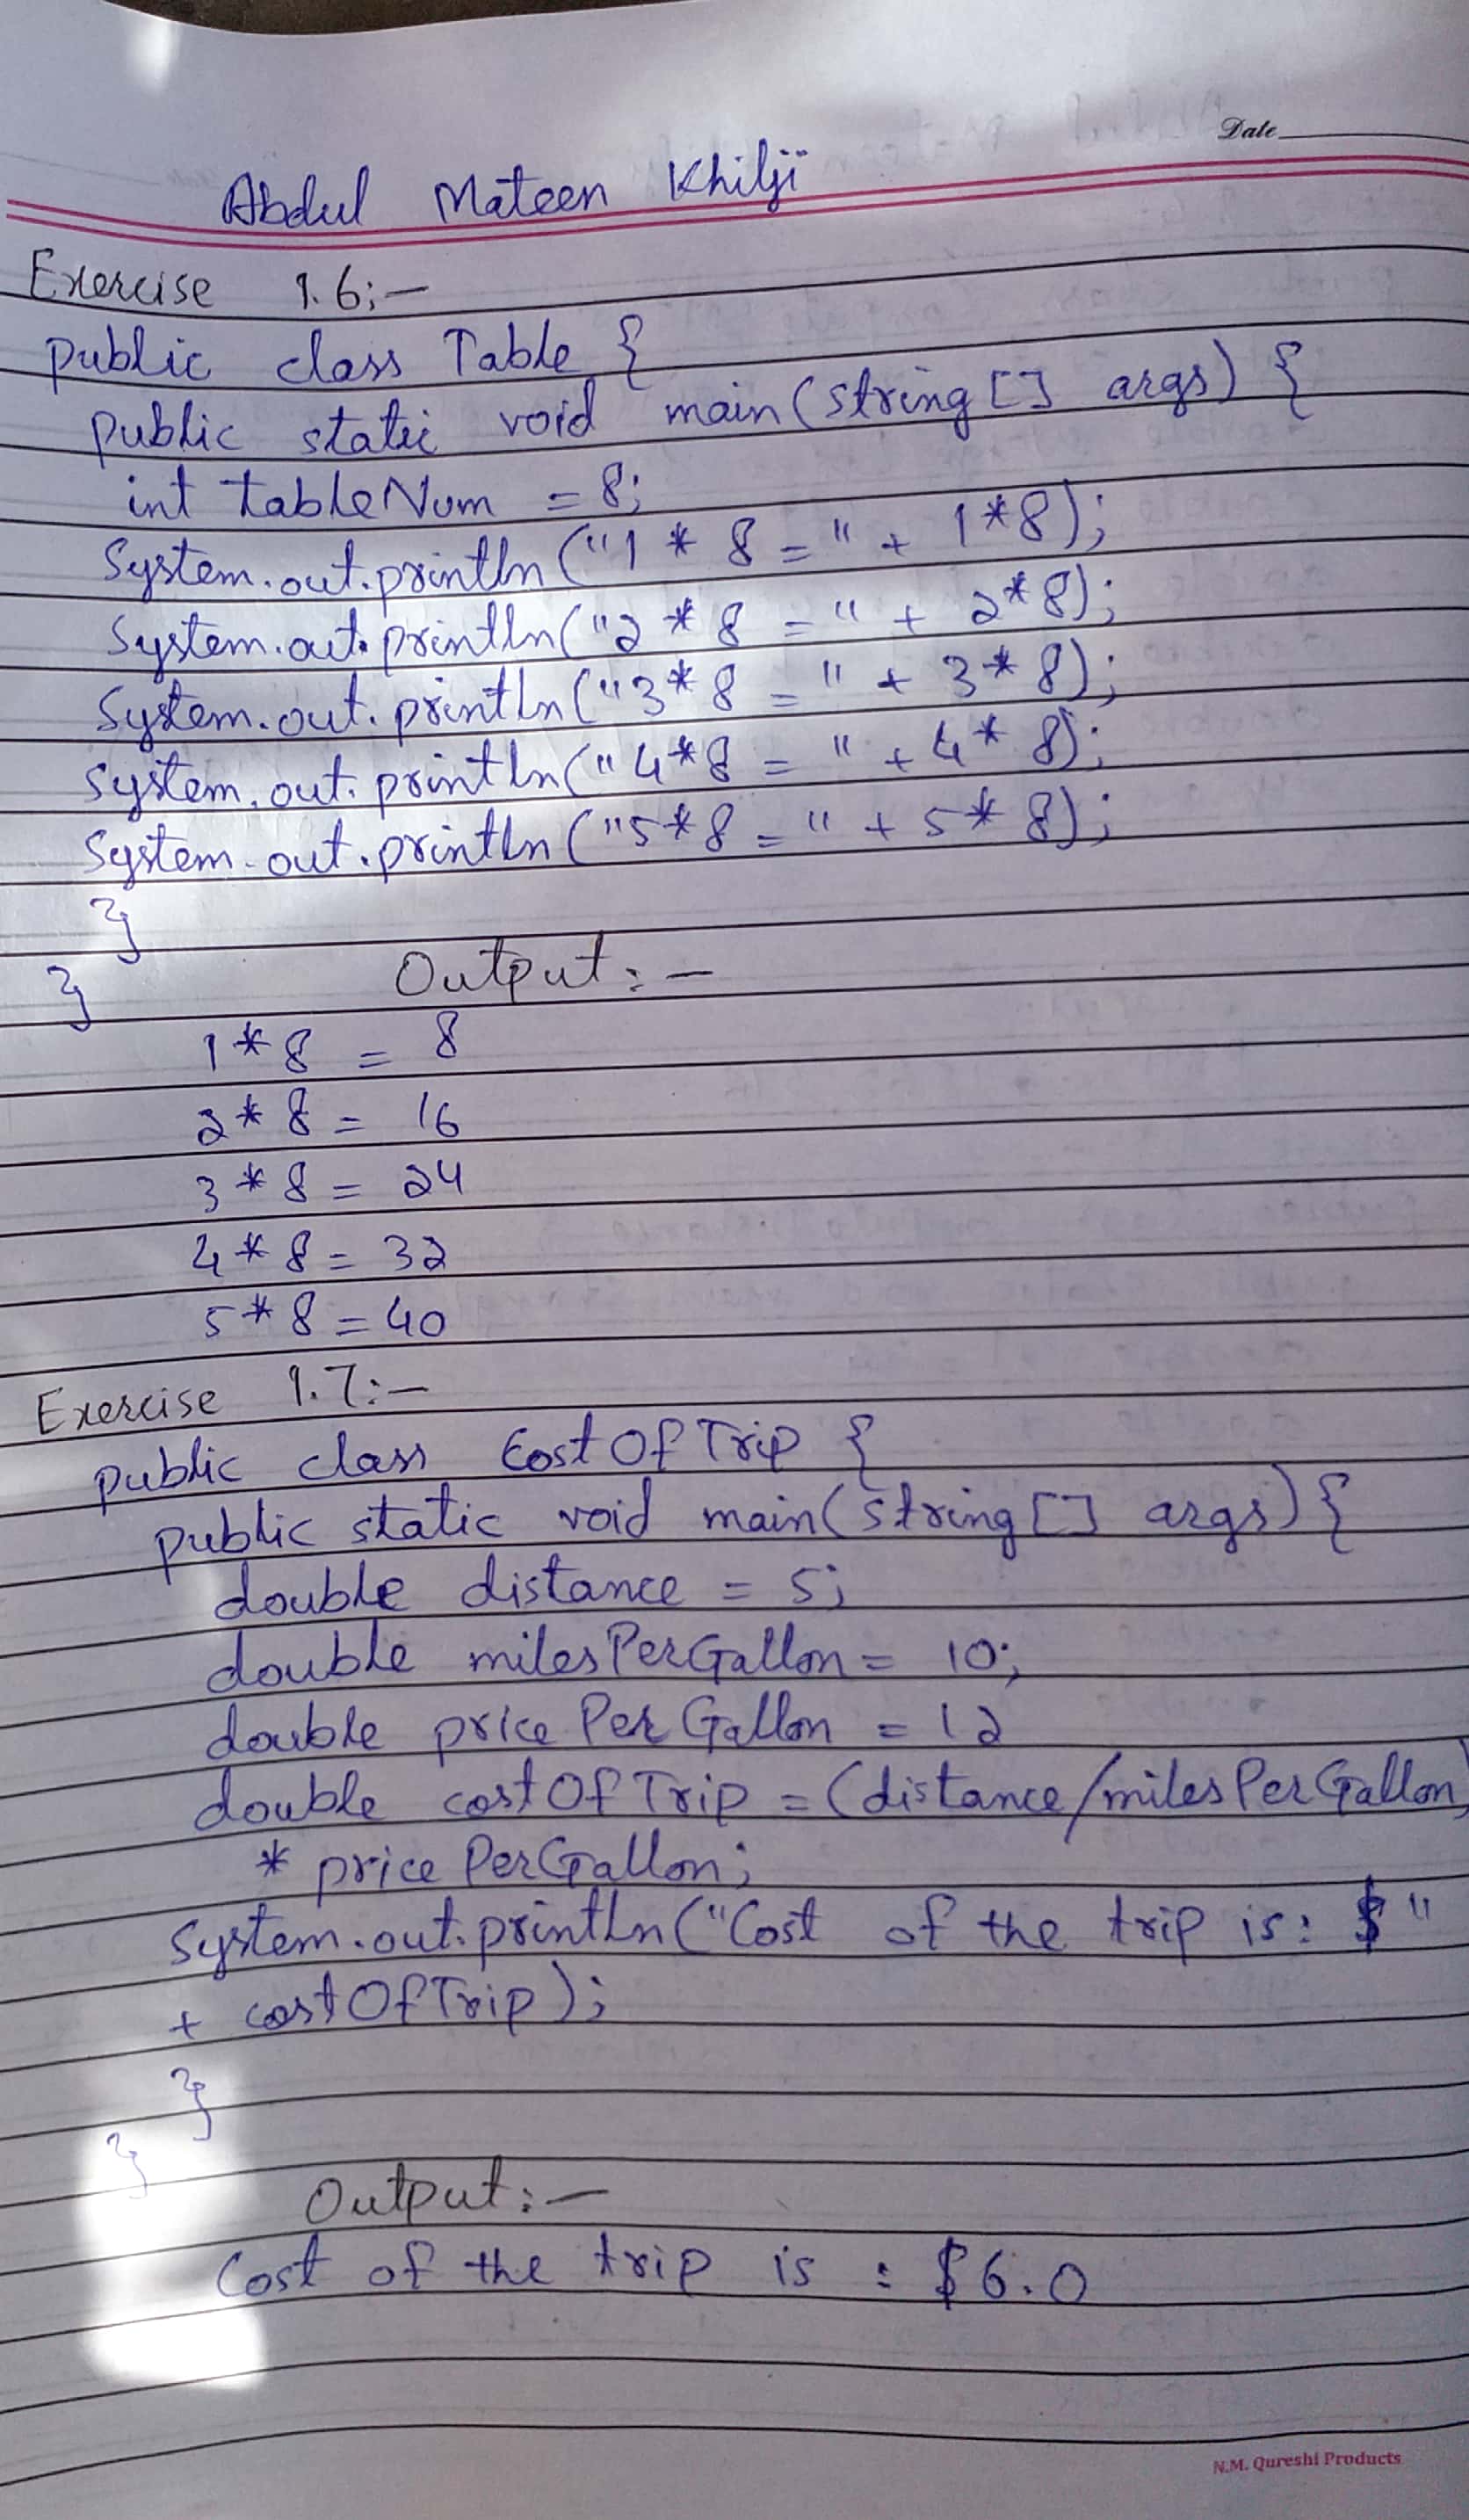 Date
Abdul Mateen Khilji
Exercise 1.6:-
public class Table {
public static void main(String[] args) {
int tableNum = 8;
System.out.println("1 * 8 = " + 1*8);
System.out.println("2 * 8 = " + 2*8);
System.out.println("3*8 = " + 3*8);
System.out.println("4*8 = " + 4*8);
System.out.println("5*8 = " + 5*8);
}
} Output:-
1*8 = 8
2*8 = 16
3*8 = 24
4*8 = 32
5*8 = 40
Exercise 1.7:-
public class CostOfTrip {
public static void main(String[] args) {
double distance = 5;
double milesPerGallon = 10;
double pricePerGallon = 12
double costOfTrip = (distance/milesPerGallon)
* pricePerGallon;
System.out.println("Cost of the trip is: $"
+ costOfTrip);
}
}
Output:-
Cost of the trip is : $6.0
N.M. Qureshi Products